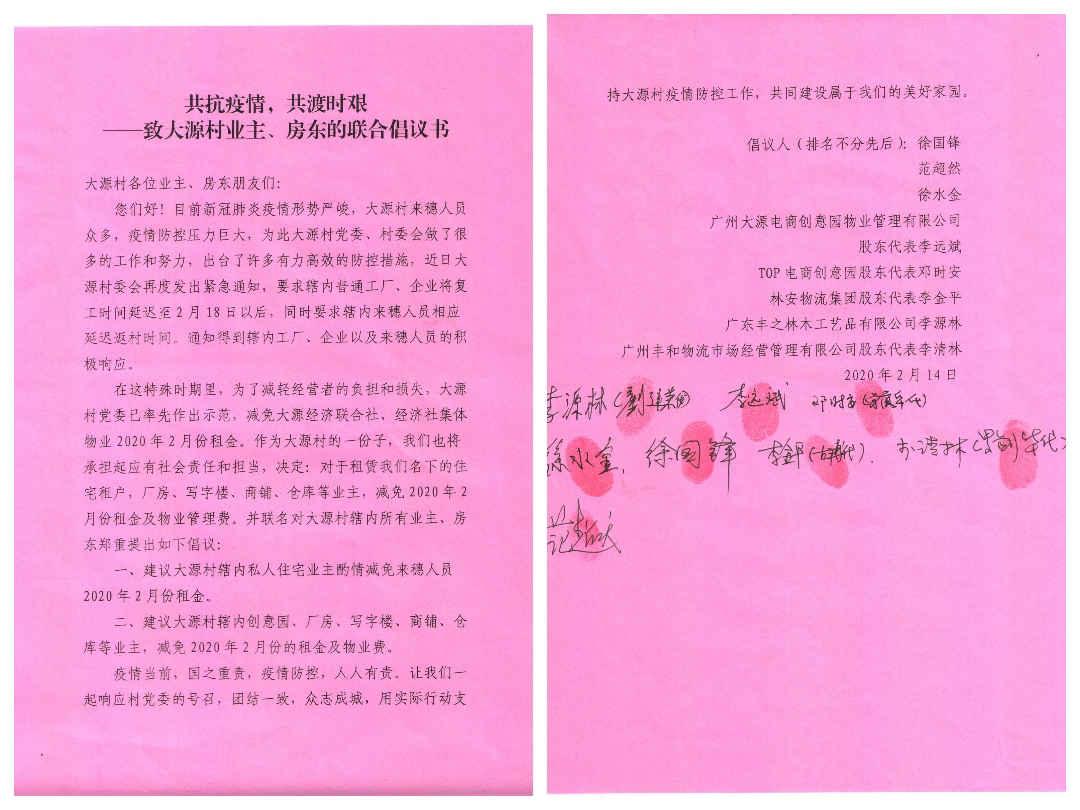 共抗疫情，共渡时艰
——致大源村业主、房东的联合倡议书
大源村各位业主、房东朋友们：
您们好！目前新冠肺炎疫情形势严峻，大源村来穗人员
众多，疫情防控压力巨大，为此大源村党委、村委会做了很
多的工作和努力，出台了许多有力高效的防控措施，近日大
源村委会再度发出紧急通知，要求辖内普通工厂、企业将复
工时间延迟至2月18日以后，同时要求辖内来穗人员相应
延迟返村时间。通知得到辖内工厂、企业以及来穗人员的积
极响应。
在这特殊时期里，为了减轻经营者的负担和损失，大源
村党委已率先作出示范，减免大源经济联合社、经济社集体
物业2020年2月份租金。作为大源村的一份子，我们也将
承担起应有社会责任和担当，决定：对于租赁我们名下的住
宅租户，厂房、写字楼、商铺、仓库等业主，减免2020年2
月份租金及物业管理费。并联名对大源村辖内所有业主、房
东郑重提出如下倡议：
一、建议大源村辖内私人住宅业主酌情减免来穗人员
2020年2月份租金。
二、建议大源村辖内创意园、厂房、写字楼、商铺、仓
库等业主，减免2020年2月份的租金及物业费。
疫情当前，国之重责，疫情防控，人人有责。让我们一
起响应村党委的号召，团结一致，众志成城，用实际行动支
持大源村疫情防控工作，共同建设属于我们的美好家园。
倡议人（排名不分先后）：徐国锋
范超然
徐水金
广州大源电商创意园物业管理有限公司
股东代表李远斌
TOP电商创意园股东代表邓时安
林安物流集团股东代表李金平
广东丰之林木工艺品有限公司李源林
广州丰和物流市场经营管理有限公司股东代表李清林
2020年2月14日
李源林 李远斌 邓时安
徐水金 徐国锋